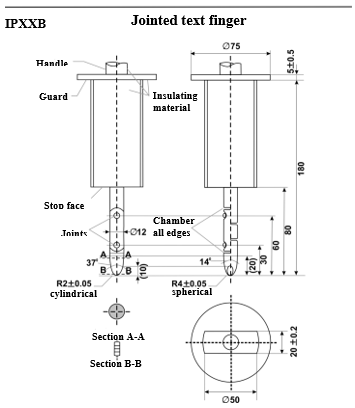 IPXXB
Jointed text finger
Ø75
5±0.5
Handle
Guard
Insulating
material
180
Stop face
Chamber
all edges
Joints
Ø12
80
60
30
(20)
A A
37'
14'
B B
(10)
R2±0.05
cylindrical
R4±0.05
spherical
Section A-A
Section B-B
20±0.2
Ø50